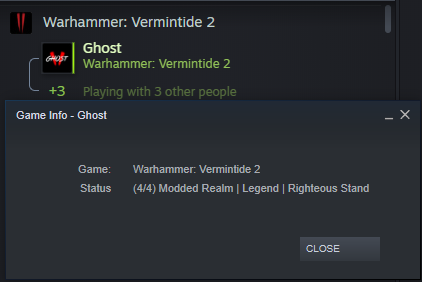 Warhammer: Vermintide 2
GHOST
Ghost
Warhammer: Vermintide 2
+3 Playing with 3 other people
Game Info - Ghost
Game: Warhammer: Vermintide 2
Status (4/4) Modded Realm | Legend | Righteous Stand
CLOSE